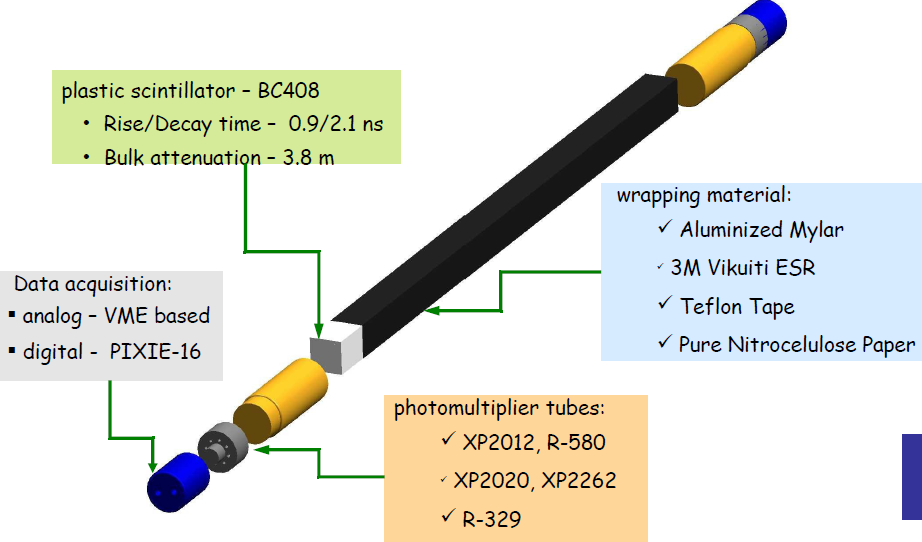 plastic scintillator – BC408
• Rise/Decay time – 0.9/2.1 ns
• Bulk attenuation – 3.8 m
wrapping material:
✓ Aluminized Mylar
✓ 3M Vikuiti ESR
✓ Teflon Tape
✓ Pure Nitrocelulose Paper
Data acquisition:
▪ analog – VME based
▪ digital - PIXIE-16
photomultiplier tubes:
✓ XP2012, R-580
✓ XP2020, XP2262
✓ R-329